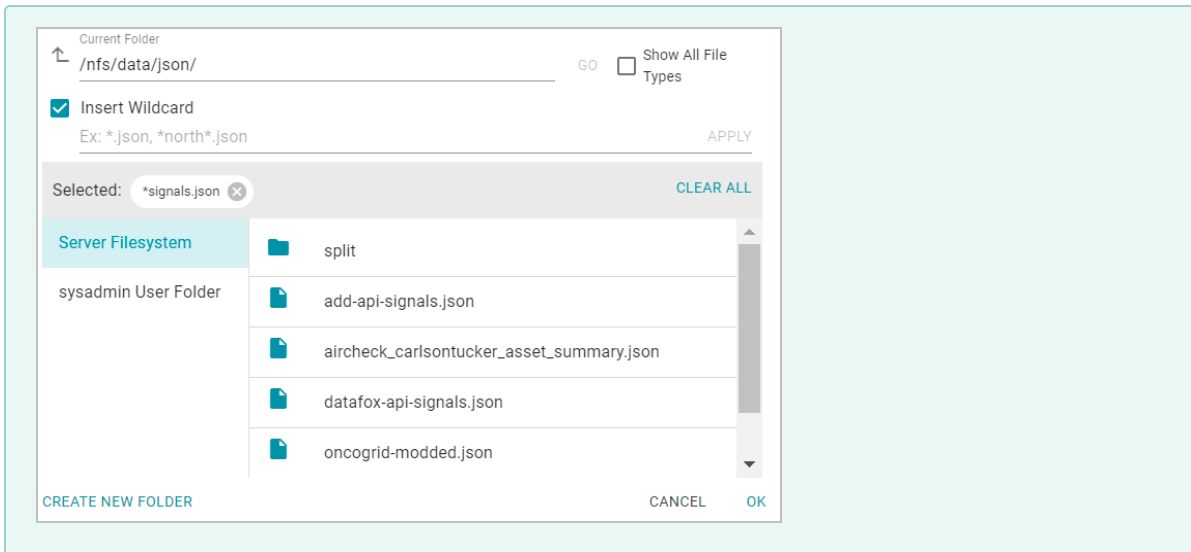 Current Folder
/nfs/data/json/
GO
Show All File
Types
Insert Wildcard
Ex: *.json, *north*.json
APPLY
Selected:
*signals.json
CLEAR ALL
Server Filesystem
sysadmin User Folder
split
add-api-signals.json
aircheck_carlsontucker_asset_summary.json
datafox-api-signals.json
oncogrid-modded.json
CREATE NEW FOLDER
CANCEL
OK